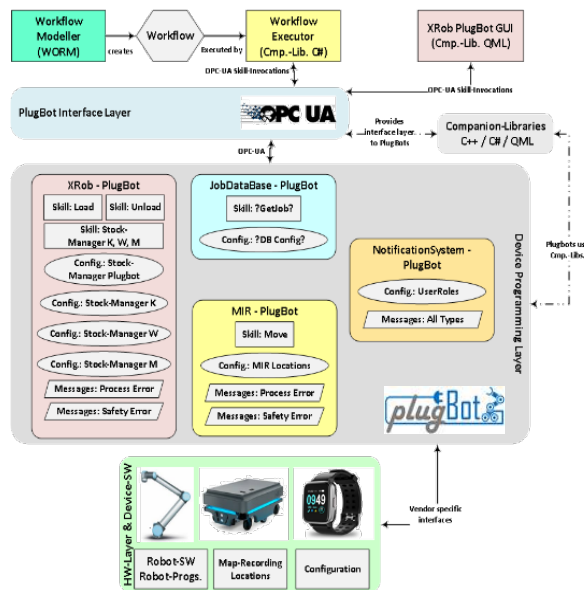 Workflow
Modeller
(WORM)
creates
Workflow
Executed by
Workflow
Executor
(Cmp.-Lib. C#)
XRob PlugBot GUI
(Cmp.-Lib. QML)
OPC-UA Skill-Invocations
OPC-UA Skill-Invocations
PlugBot Interface Layer
OPC UA
Provides
interface layer
to PlugBots
Companion-Libraries
C++ / C# / QML
OPC-UA
XRob - PlugBot
Skill: Load
Skill: Unload
Skill: Stock-
Manager K, W, M
Config.: Stock-
Manager Plugbot
Config.: Stock-Manager K
Config.: Stock-Manager W
Config.: Stock-Manager M
Messages: Process Error
Messages: Safety Error
JobDataBase - PlugBot
Skill: ?GetJob?
Config.: ?DB Config?
MIR - PlugBot
Skill: Move
Config.: MIR Locations
Messages: Process Error
Messages: Safety Error
NotificationSystem -
PlugBot
Config.: UserRoles
Messages: All Types
Device Programming Layer
Plugbots us
Cmp.-Libs.
plugBot
HW-Layer & Device-SW
09 49
Robot-SW
Robot-Progs.
Map-Recording
Locations
Configuration
Vendor specific
interfaces